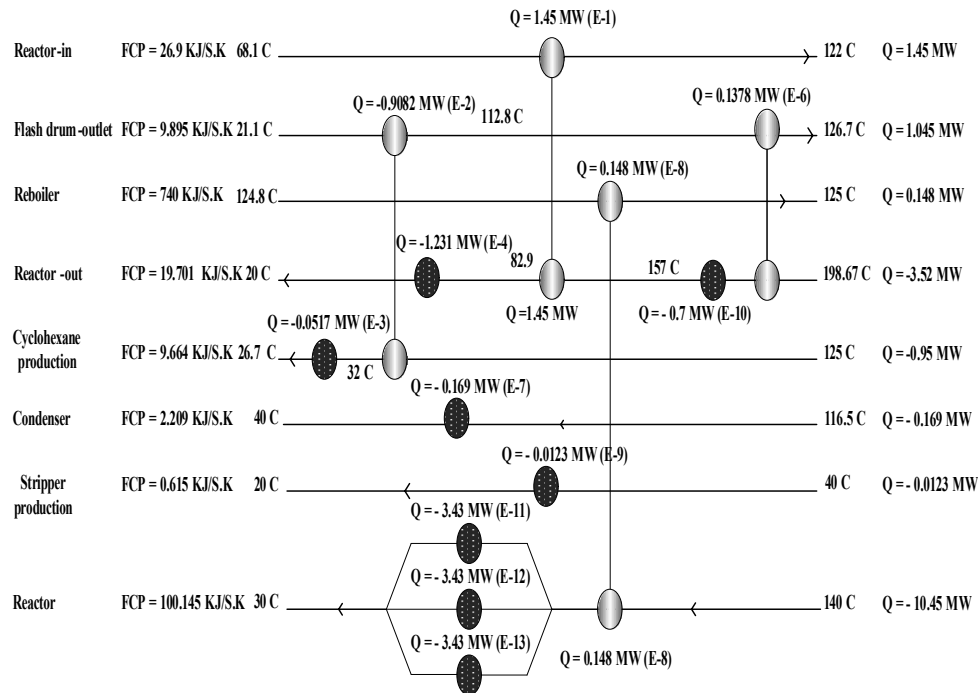 Q = 1.45 MW (E-1)
Reactor-in FCP = 26.9 KJ/S.K 68.1 C 122 C Q = 1.45 MW
Q = -0.9082 MW (E-2) Q = 0.1378 MW (E-6)
112.8 C
Flash drum -outlet FCP = 9.895 KJ/S.K 21.1 C 126.7 C Q = 1.045 MW
Q = 0.148 MW (E-8)
Reboiler FCP = 740 KJ/S.K 124.8 C 125 C Q = 0.148 MW
Q = -1.231 MW (E-4)
82.9 157 C
Reactor -out FCP = 19.701 KJ/S.K 20 C 198.67 C Q = -3.52 MW
Q =1.45 MW Q = - 0.7 MW (E-10)
Q = -0.0517 MW (E-3)
Cyclohexane
production FCP = 9.664 KJ/S.K 26.7 C 125 C Q = -0.95 MW
32 C
Q = - 0.169 MW (E-7)
Condenser FCP = 2.209 KJ/S.K 40 C 116.5 C Q = - 0.169 MW
Q = - 0.0123 MW (E-9)
Stripper
production FCP = 0.615 KJ/S.K 20 C 40 C Q = - 0.0123 MW
Q = - 3.43 MW (E-11)
Q = - 3.43 MW (E-12)
Reactor FCP = 100.145 KJ/S.K 30 C 140 C Q = - 10.45 MW
Q = - 3.43 MW (E-13)
Q = 0.148 MW (E-8)